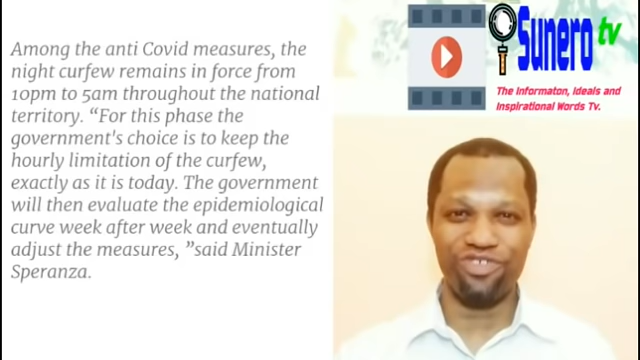 Among the anti Covid measures, the
night curfew remains in force from
10pm to 5am throughout the national
territory. “For this phase the
government's choice is to keep the
hourly limitation of the curfew,
exactly as it is today. The government
will then evaluate the epidemiological
curve week after week and eventually
adjust the measures, ”said Minister
Speranza.
Sunero tv
The Informaton, Ideals and
Inspirational Words Tv.